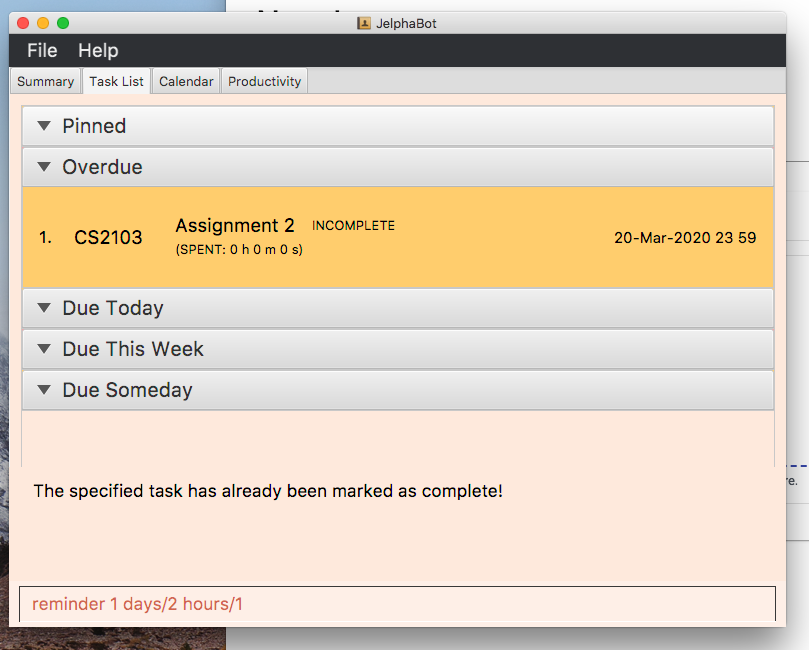 JelphaBot
File Help
Summary Task List Calendar Productivity
Pinned
Overdue
1. CS2103 Assignment 2 INCOMPLETE 20-Mar-2020 23 59
(SPENT: 0 h 0 m 0 s)
Due Today
Due This Week
Due Someday
re.
The specified task has already been marked as complete!
reminder 1 days/2 hours/1